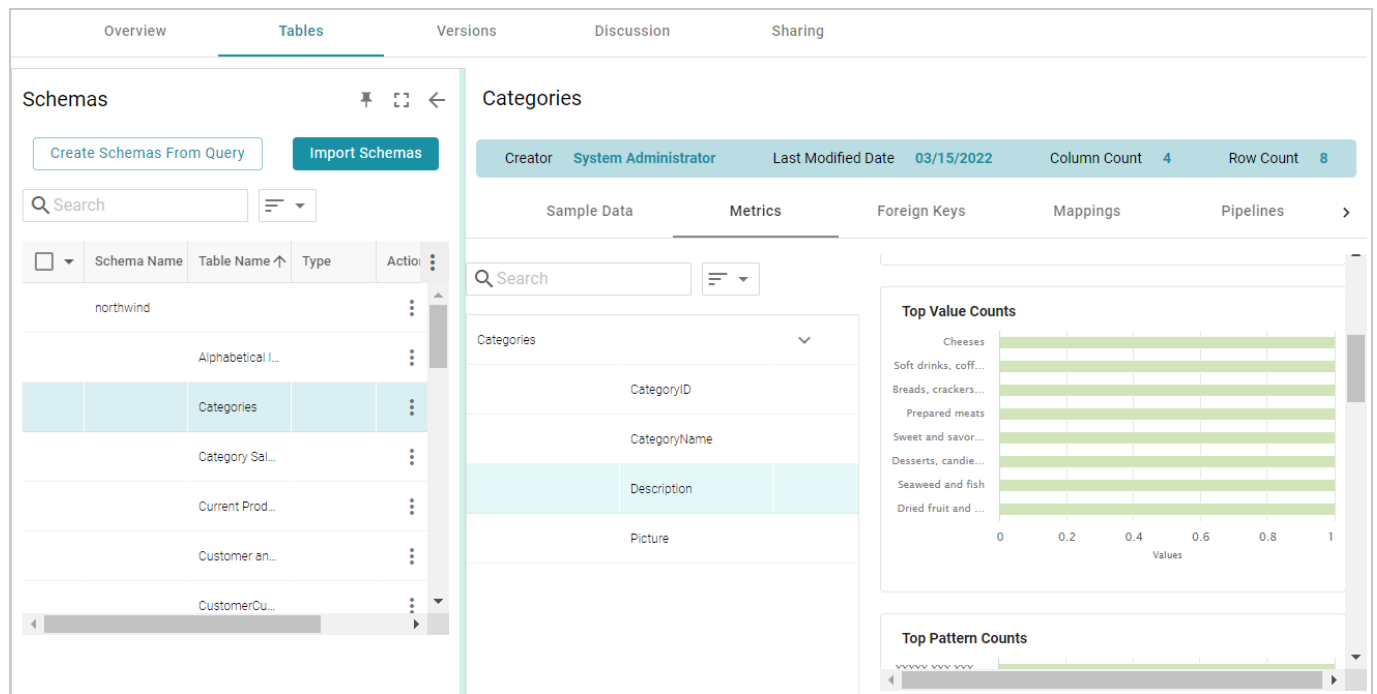 Overview Tables Versions Discussion Sharing
Schemas
Create Schemas From Query Import Schemas
Search
Schema Name Table Name Type Actio
northwind
Alphabetical l...
Categories
Category Sal...
Current Prod...
Customer an...
CustomerCu...
Categories
Creator System Administrator Last Modified Date 03/15/2022 Column Count 4 Row Count 8
Sample Data Metrics Foreign Keys Mappings Pipelines
Search
Categories
CategoryID
CategoryName
Description
Picture
Top Value Counts
Cheeses
Soft drinks, coff...
Breads, crackers...
Prepared meats
Sweet and savor...
Desserts, candie...
Seaweed and fish
Dried fruit and ...
0 0.2 0.4 0.6 0.8 1
Values
Top Pattern Counts